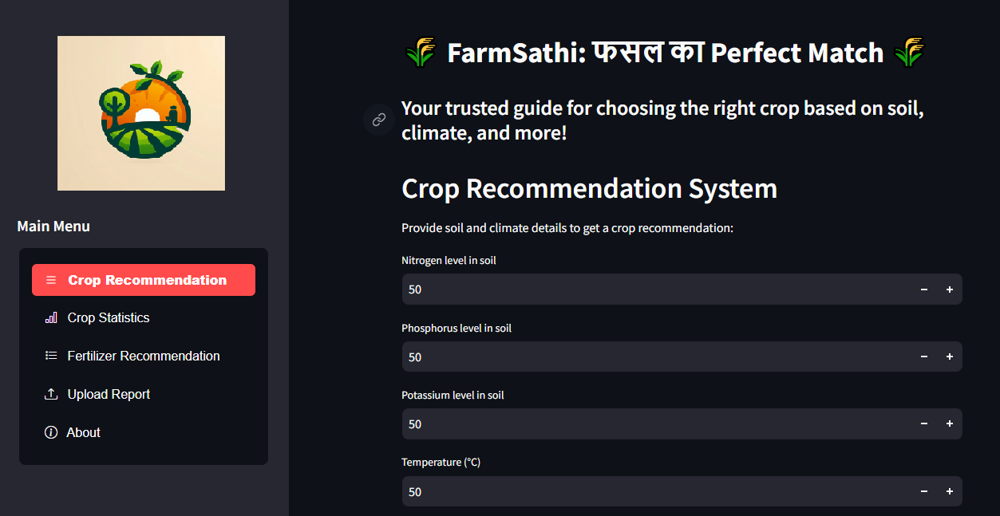 Main Menu
Crop Recommendation
Crop Statistics
Fertilizer Recommendation
Upload Report
About
🌾 FarmSathi: फसल का Perfect Match 🌾
Your trusted guide for choosing the right crop based on soil,
climate, and more!
Crop Recommendation System
Provide soil and climate details to get a crop recommendation:
Nitrogen level in soil
50
Phosphorus level in soil
50
Potassium level in soil
50
Temperature (°C)
50